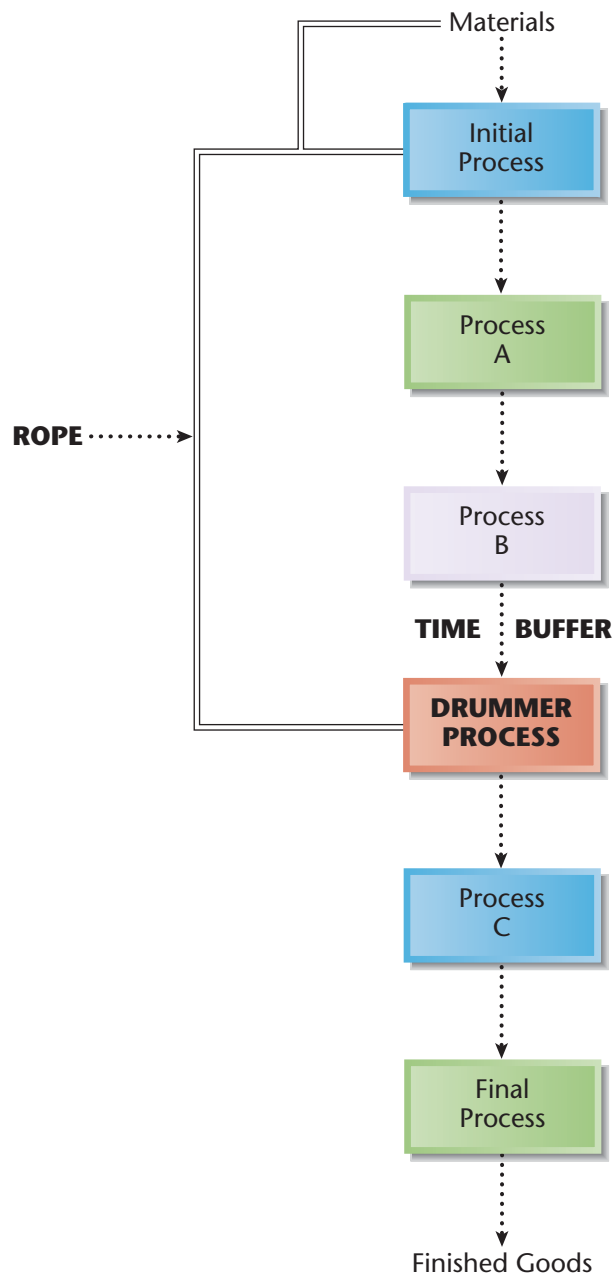 Materials
Initial
Process
Process
A
ROPE
Process
B
TIME BUFFER
DRUMMER
PROCESS
Process
C
Final
Process
Finished Goods